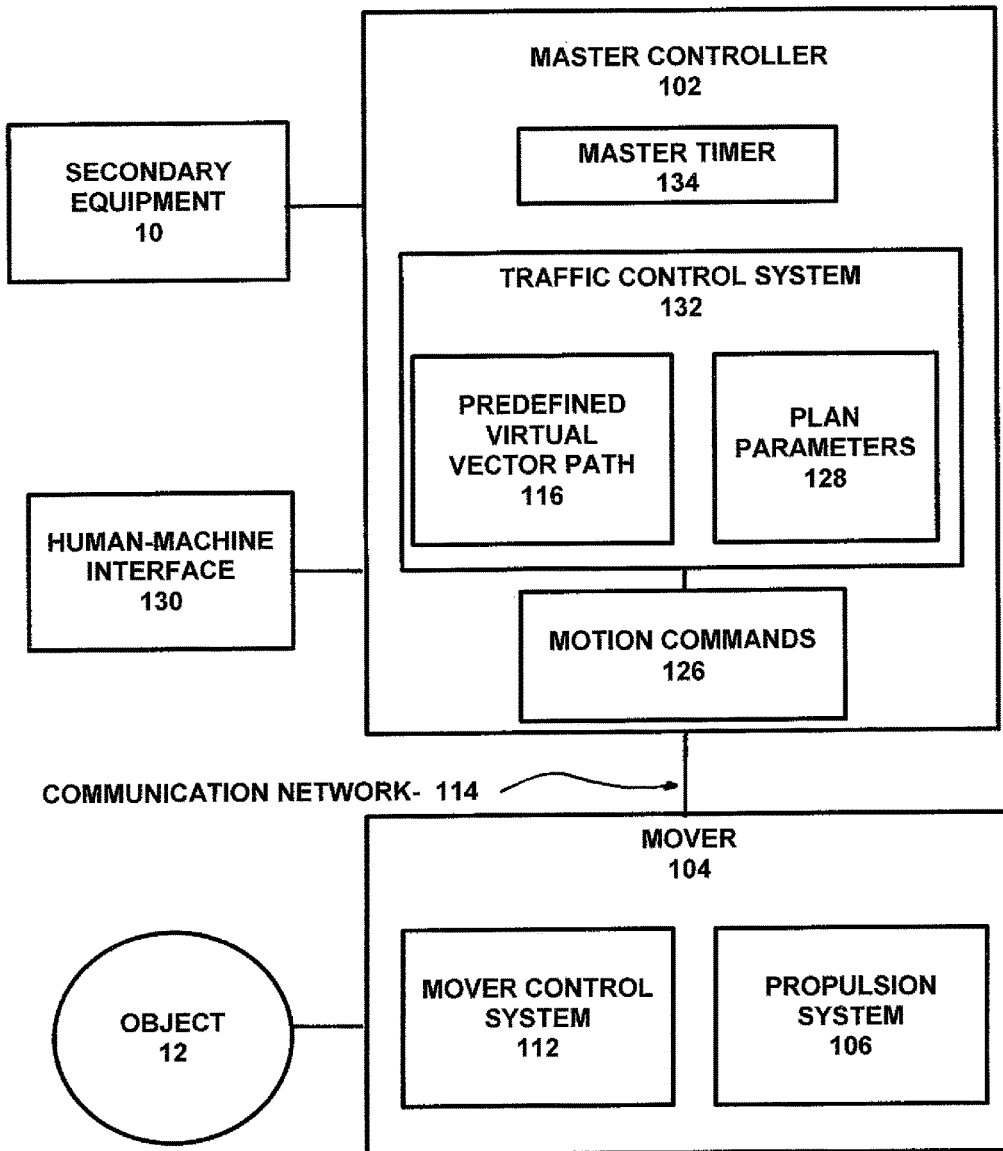 MASTER CONTROLLER
102
MASTER TIMER
134
SECONDARY
EQUIPMENT
10
TRAFFIC CONTROL SYSTEM
132
PREDEFINED
VIRTUAL
VECTOR PATH
116
PLAN
PARAMETERS
128
HUMAN-MACHINE
INTERFACE
130
MOTION COMMANDS
126
COMMUNICATION NETWORK- 114
MOVER
104
MOVER CONTROL
SYSTEM
112
PROPULSION
SYSTEM
106
OBJECT
12